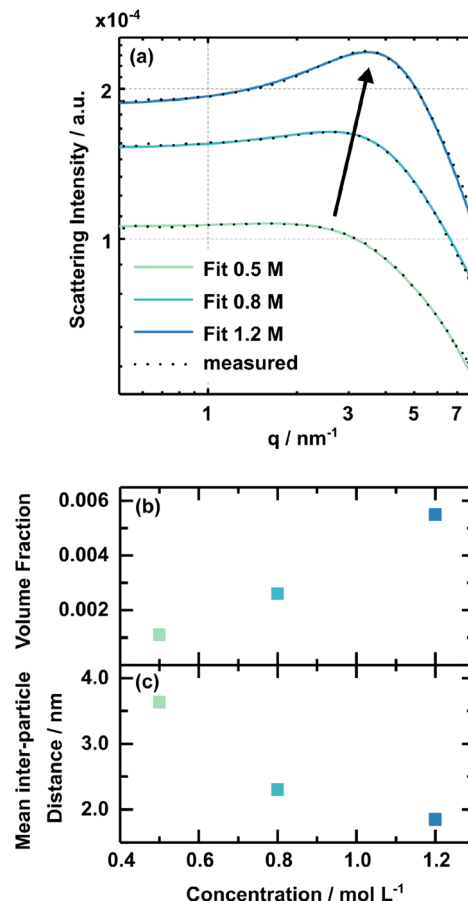 ×10⁻⁴
(a)
2
1
Scattering Intensity / a.u.
Fit 0.5 M
Fit 0.8 M
Fit 1.2 M
measured
1 3 5 7
q / nm⁻¹
0.006
(b)
0.004
0.002
Volume Fraction
4.0
(c)
3.0
2.0
Mean inter-particle
Distance / nm
0.4 0.6 0.8 1.0 1.2
Concentration / mol L⁻¹